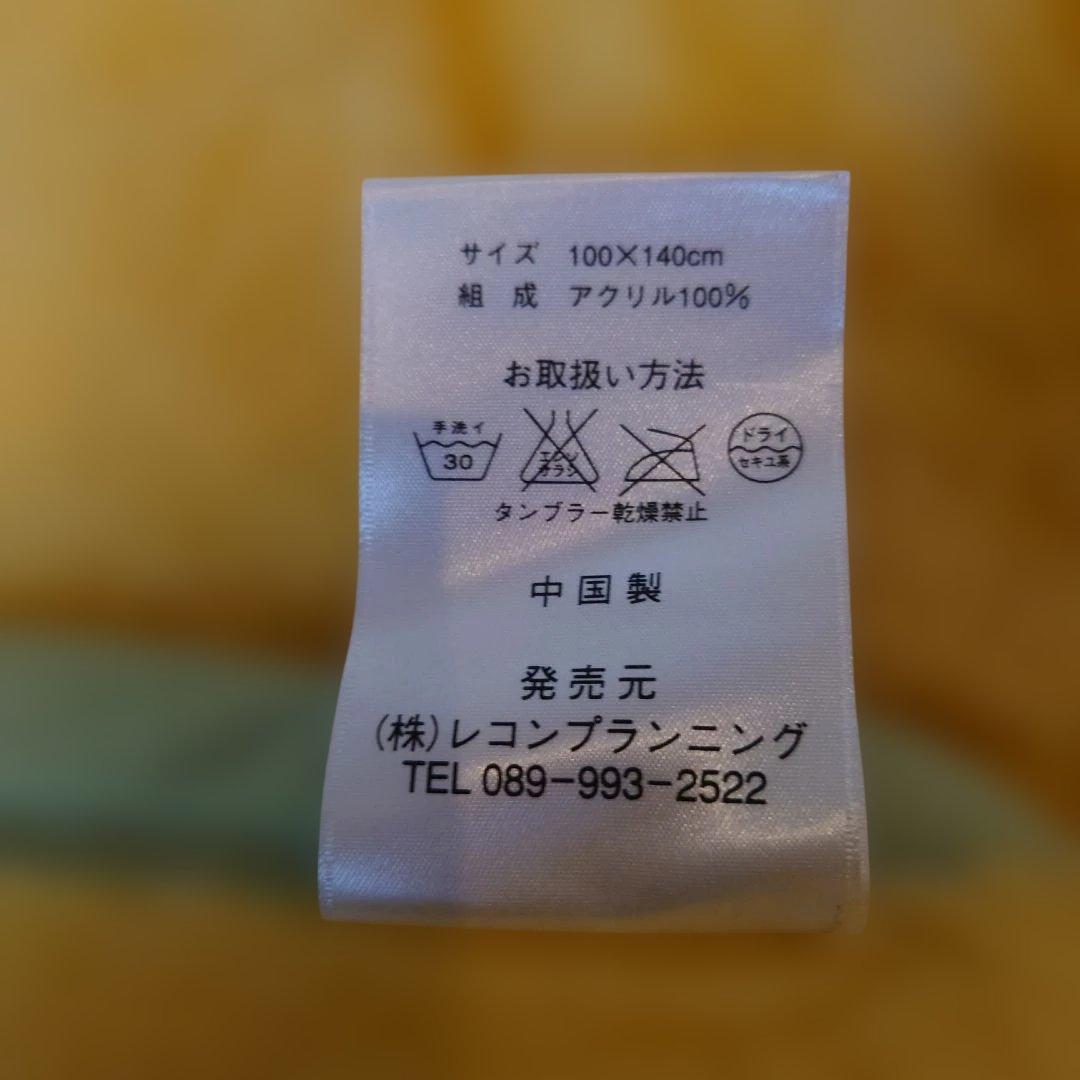 サイズ 100×140cm
組成 アクリル100%
お取扱い方法
手洗イ
30
エンソ
サラシ
ドライ
セキユ系
タンブラー乾燥禁止
中国製
発売元
(株)レコンプランニング
TEL 089-993-2522